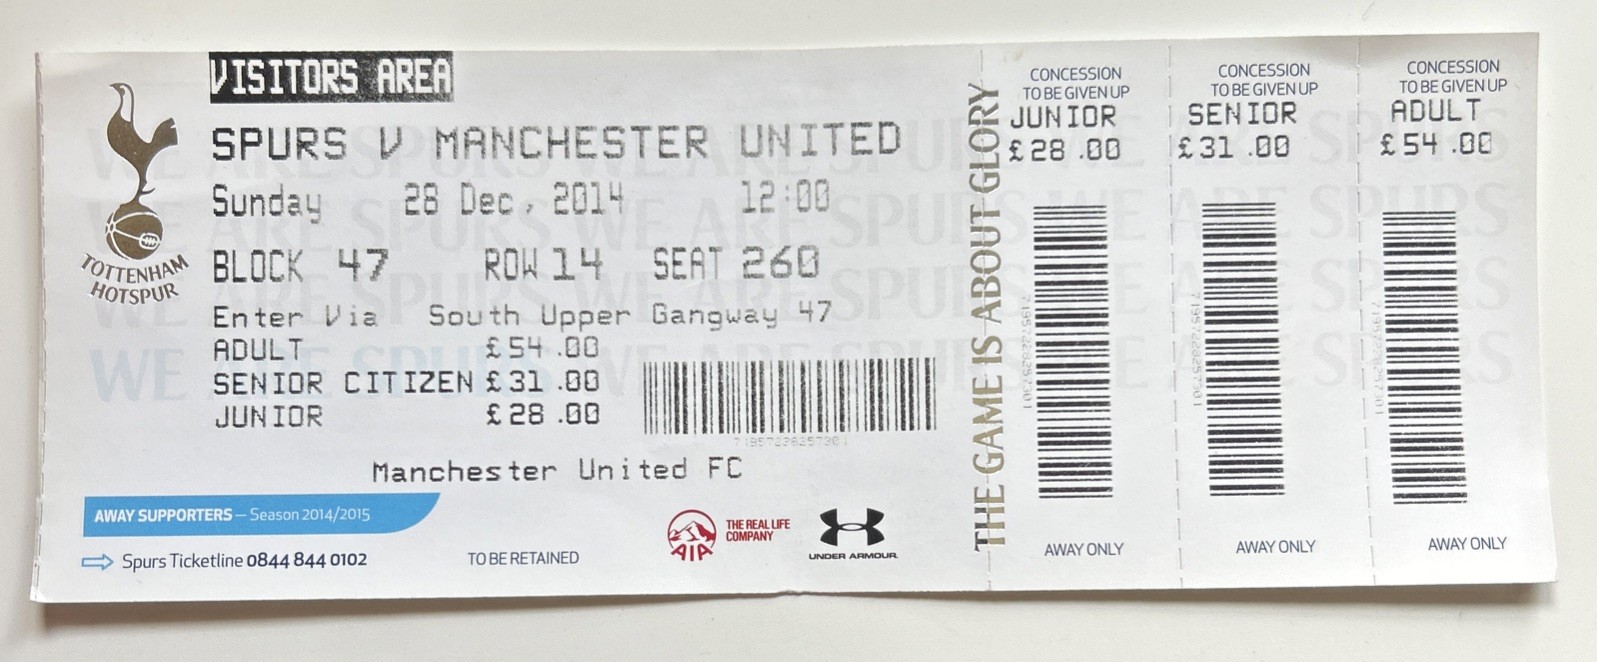 VISITORS AREA
SPURS V MANCHESTER UNITED
Sunday 28 Dec, 2014 12:00
BLOCK 47 ROW 14 SEAT 260
Enter Via South Upper Gangway 47
ADULT £54.00
SENIOR CITIZEN £31.00
JUNIOR £28.00
Manchester United FC
TOTTENHAM
HOTSPUR
WE ARE SPURS
AWAY SUPPORTERS – Season 2014/2015
Spurs Ticketline 0844 844 0102
TO BE RETAINED
AIA
THE REAL LIFE
COMPANY
UNDER ARMOUR
THE GAME IS ABOUT GLORY
CONCESSION
TO BE GIVEN UP
JUNIOR
£28.00
AWAY ONLY
CONCESSION
TO BE GIVEN UP
SENIOR
£31.00
AWAY ONLY
CONCESSION
TO BE GIVEN UP
ADULT
£54.00
AWAY ONLY